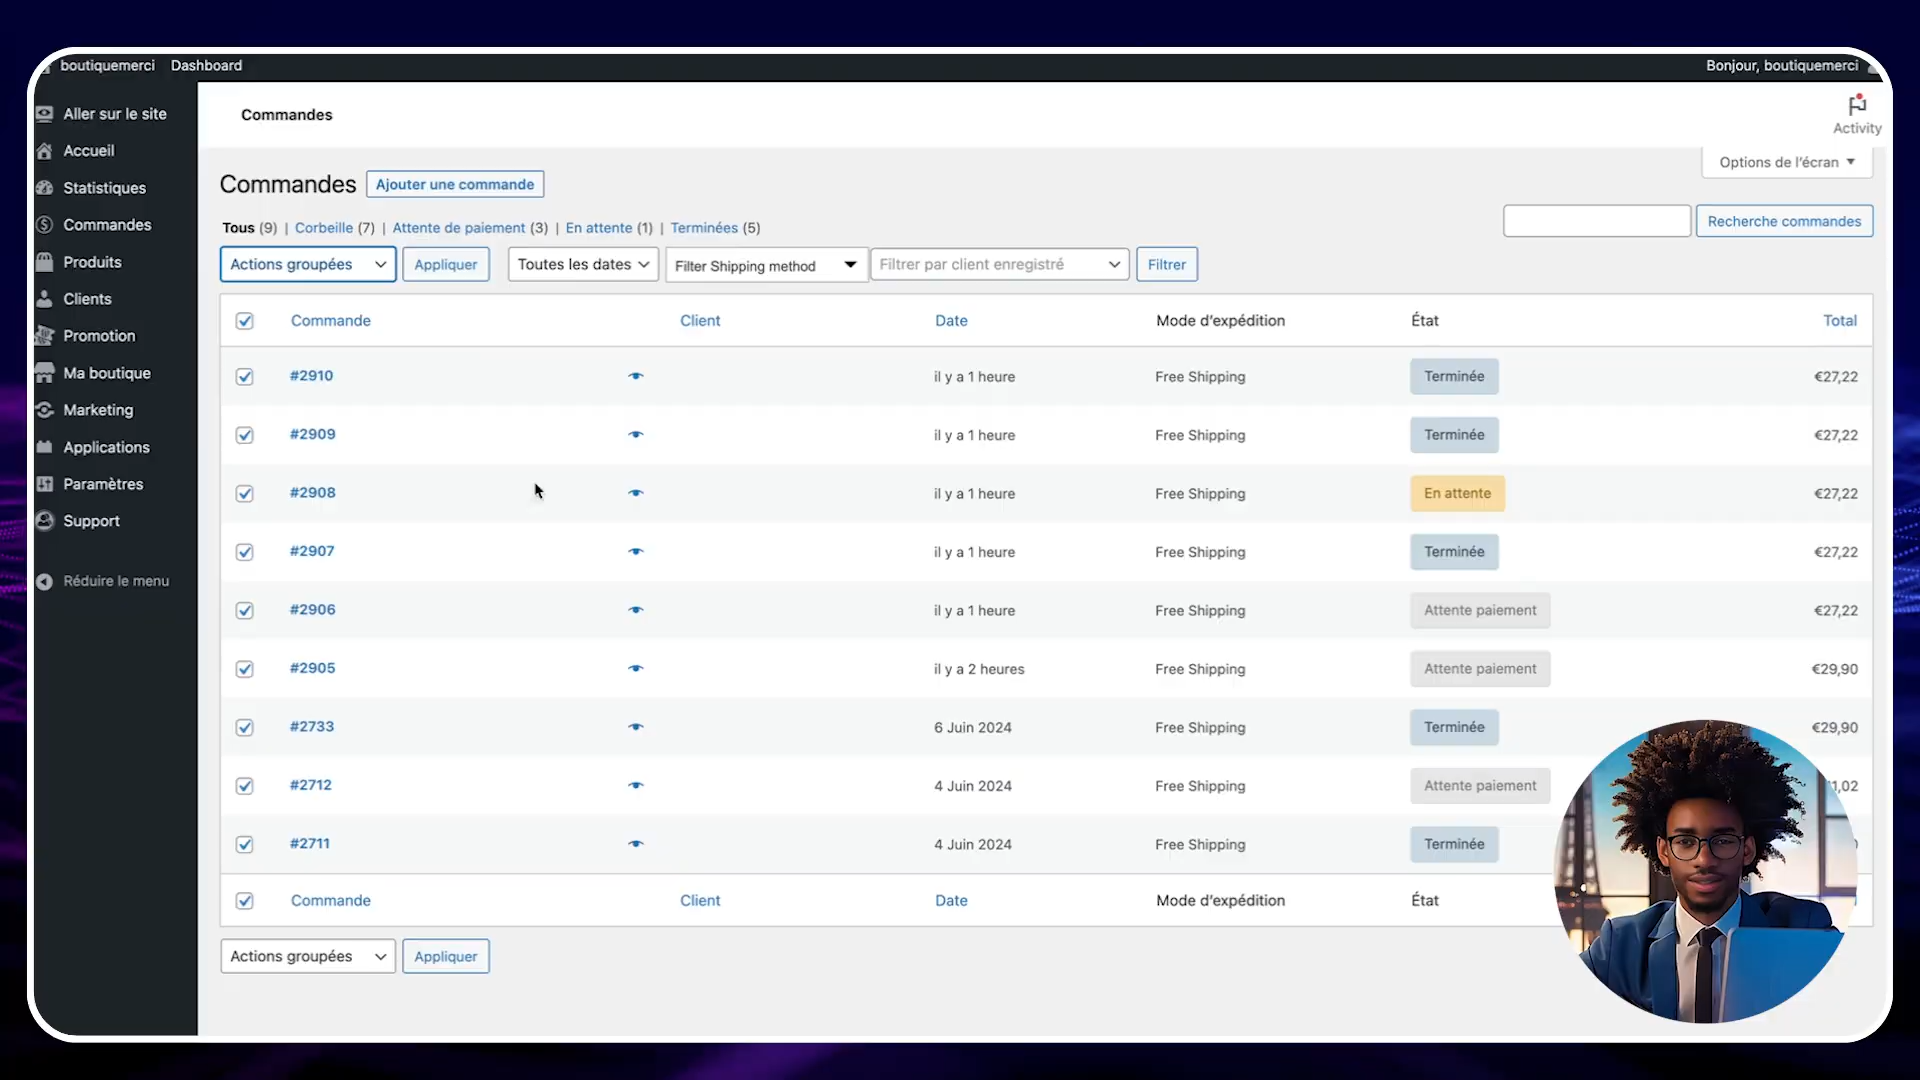 boutiquemerci Dashboard Bonjour, boutiquemerci
Aller sur le site
Accueil
Statistiques
Commandes
Produits
Clients
Promotion
Ma boutique
Marketing
Applications
Paramètres
Support
Réduire le menu
Commandes
Activity
Options de l'écran
Commandes Ajouter une commande
Tous (9) | Corbeille (7) | Attente de paiement (3) | En attente (1) | Terminées (5)
Recherche commandes
Actions groupées Appliquer Toutes les dates Filter Shipping method Filtrer par client enregistré Filtrer
Commande Client Date Mode d'expédition État Total
#2910 il y a 1 heure Free Shipping Terminée €27,22
#2909 il y a 1 heure Free Shipping Terminée €27,22
#2908 il y a 1 heure Free Shipping En attente €27,22
#2907 il y a 1 heure Free Shipping Terminée €27,22
#2906 il y a 1 heure Free Shipping Attente paiement €27,22
#2905 il y a 2 heures Free Shipping Attente paiement €29,90
#2733 6 Juin 2024 Free Shipping Terminée €29,90
#2712 4 Juin 2024 Free Shipping Attente paiement
#2711 4 Juin 2024 Free Shipping Terminée
Commande Client Date Mode d'expédition État
Actions groupées Appliquer